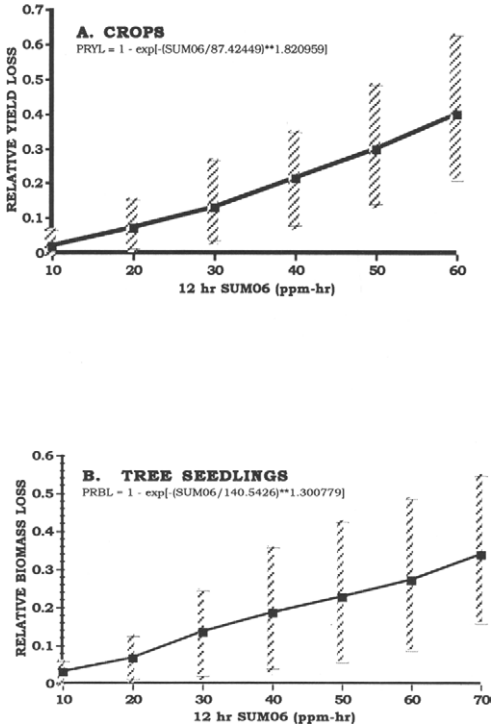 0.7
A. CROPS
PRYL = 1 - exp[-(SUM06/87.42449)**1.820959]
0.6
0.5
0.4
0.3
0.2
0.1
0
RELATIVE YIELD LOSS
10 20 30 40 50 60
12 hr SUM06 (ppm-hr)
0.6
B. TREE SEEDLINGS
PRBL = 1 - exp[-(SUM06/140.5426)**1.300779]
0.5
0.4
0.3
0.2
0.1
0
RELATIVE BIOMASS LOSS
10 20 30 40 50 60 70
12 hr SUM06 (ppm-hr)